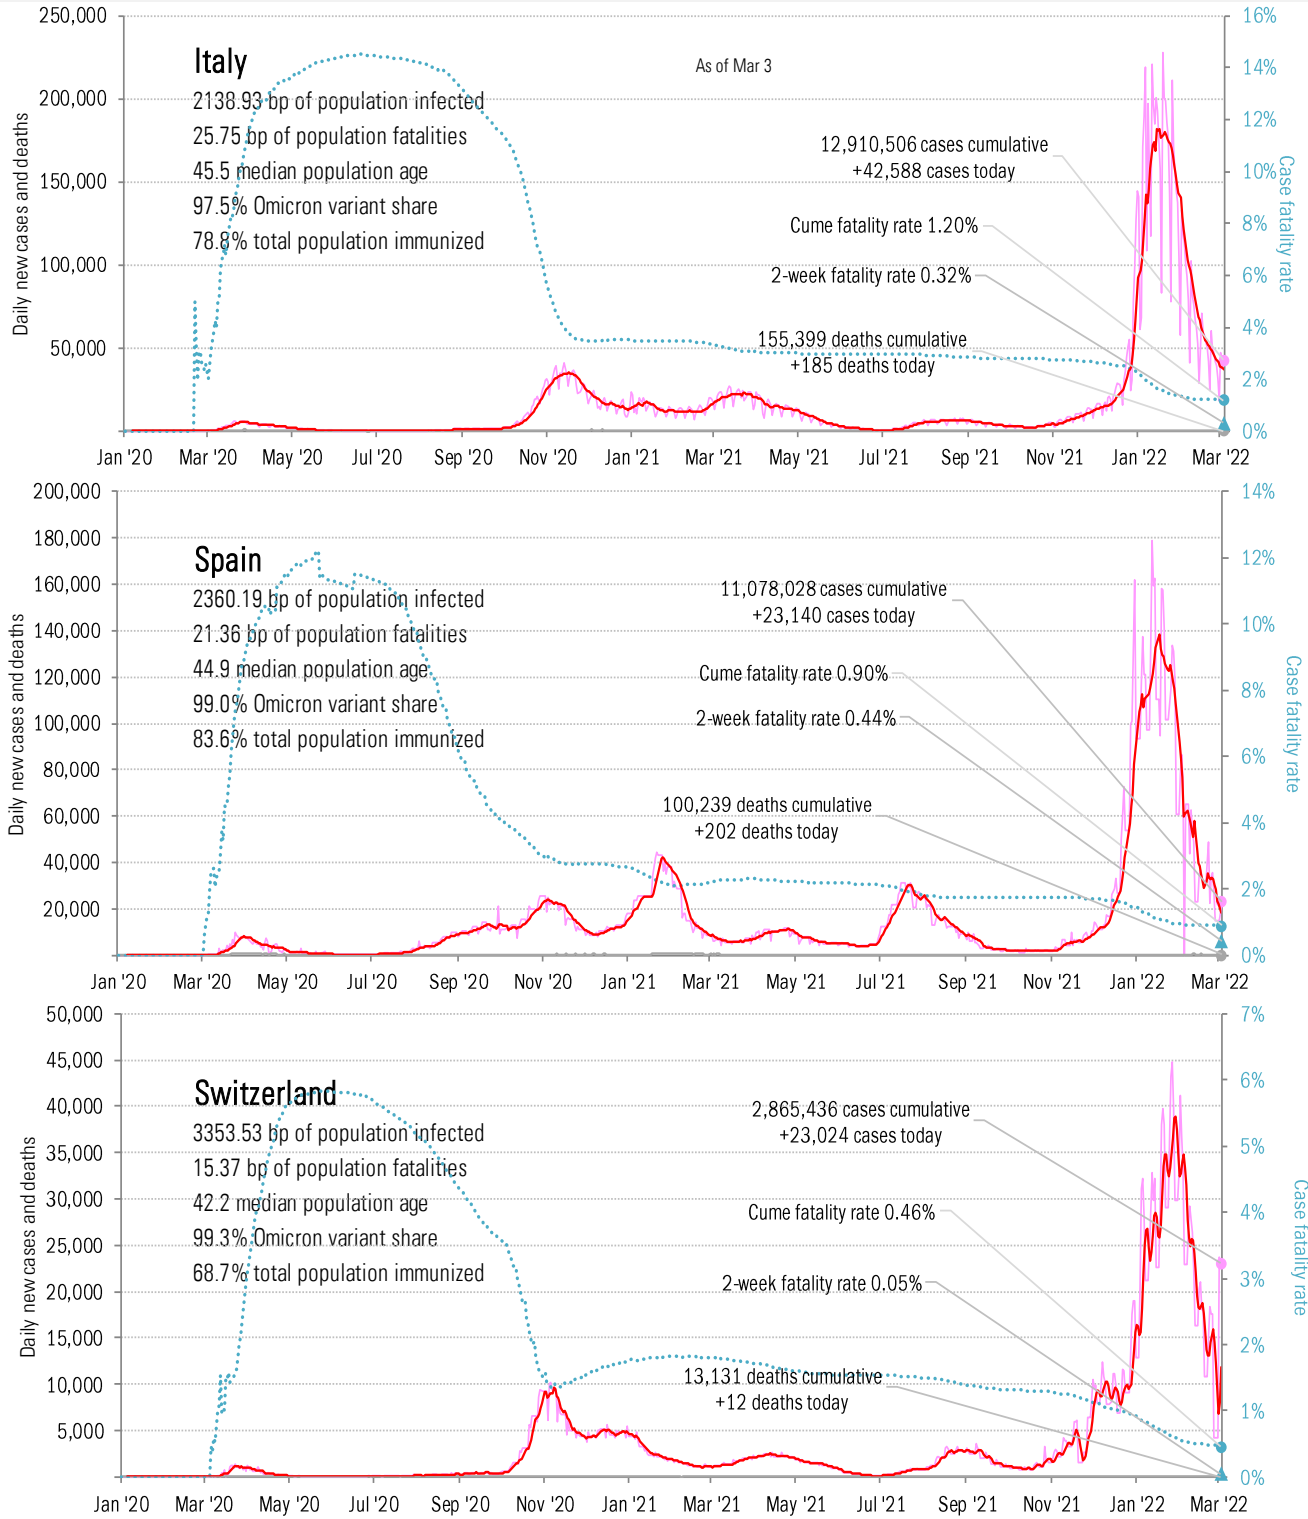 250,000
200,000
150,000
100,000
50,000
Daily new cases and deaths
16%
14%
12%
10%
8%
6%
4%
2%
0%
Case fatality rate
Italy
2138.93 bp of population infected
25.75 bp of population fatalities
45.5 median population age
97.5% Omicron variant share
78.8% total population immunized
As of Mar 3
12,910,506 cases cumulative
+42,588 cases today
Cume fatality rate 1.20%
2-week fatality rate 0.32%
155,399 deaths cumulative
+185 deaths today
Jan '20 Mar '20 May '20 Jul '20 Sep '20 Nov '20 Jan '21 Mar '21 May '21 Jul '21 Sep '21 Nov '21 Jan '22 Mar '22
200,000
180,000
160,000
140,000
120,000
100,000
80,000
60,000
40,000
20,000
Daily new cases and deaths
14%
12%
10%
8%
6%
4%
2%
0%
Case fatality rate
Spain
2360.19 bp of population infected
21.36 bp of population fatalities
44.9 median population age
99.0% Omicron variant share
83.6% total population immunized
11,078,028 cases cumulative
+23,140 cases today
Cume fatality rate 0.90%
2-week fatality rate 0.44%
100,239 deaths cumulative
+202 deaths today
Jan '20 Mar '20 May '20 Jul '20 Sep '20 Nov '20 Jan '21 Mar '21 May '21 Jul '21 Sep '21 Nov '21 Jan '22 Mar '22
50,000
45,000
40,000
35,000
30,000
25,000
20,000
15,000
10,000
5,000
Daily new cases and deaths
7%
6%
5%
4%
3%
2%
1%
0%
Case fatality rate
Switzerland
3353.53 bp of population infected
15.37 bp of population fatalities
42.2 median population age
99.3% Omicron variant share
68.7% total population immunized
2,865,436 cases cumulative
+23,024 cases today
Cume fatality rate 0.46%
2-week fatality rate 0.05%
13,131 deaths cumulative
+12 deaths today
Jan '20 Mar '20 May '20 Jul '20 Sep '20 Nov '20 Jan '21 Mar '21 May '21 Jul '21 Sep '21 Nov '21 Jan '22 Mar '22